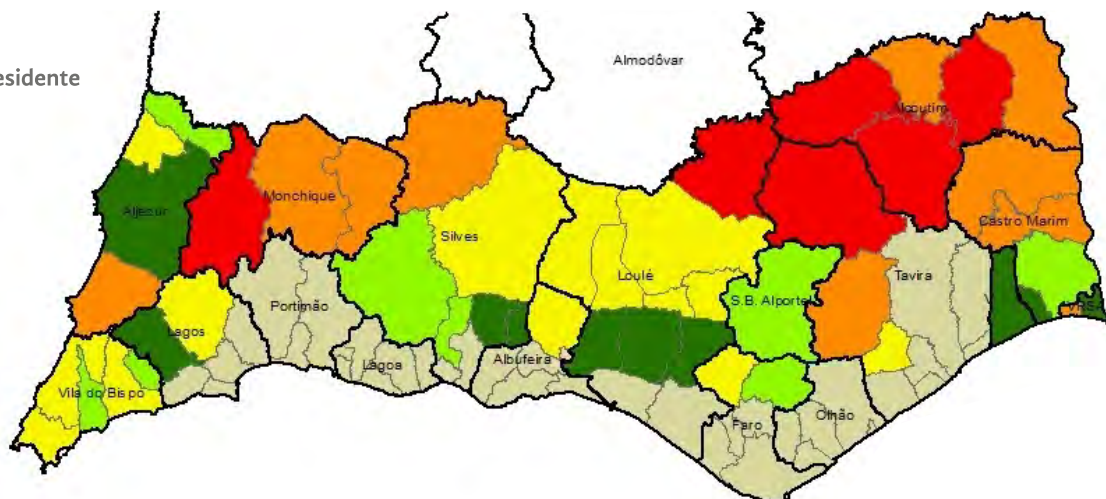 esidente
Almodôvar
Alcoutim
Monchique
Aljezur
Castro Marim
Silves
Loulé
Tavira
S.B. Alportel
Portimão
Lagos
Albufeira
Lagoa
Vila do Bispo
Olhão
Faro